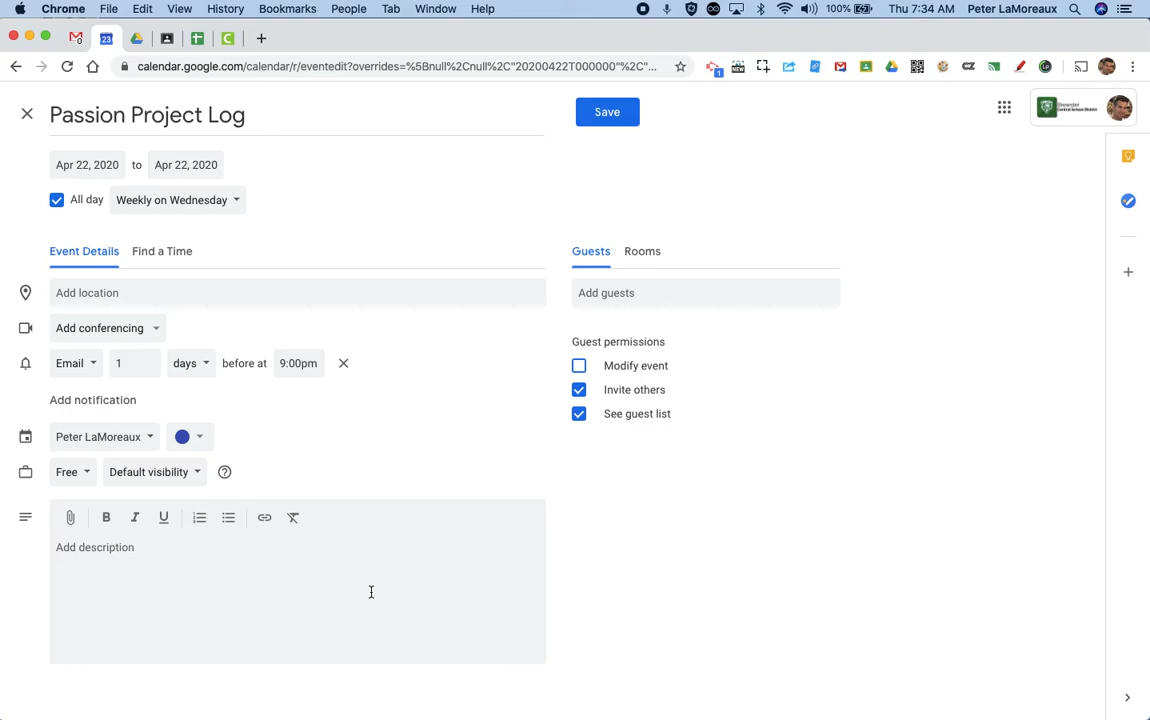 Chrome File Edit View History Bookmarks People Tab Window Help 100% Thu 7:34 AM Peter LaMoreaux
0 23 C
calendar.google.com/calendar/r/eventedit?overrides=%5Bnull%2Cnull%2C"20200422T000000"%2C"... 1
Passion Project Log Save
Apr 22, 2020 to Apr 22, 2020
All day Weekly on Wednesday
Event Details Find a Time Guests Rooms
Add location Add guests
Add conferencing
Guest permissions
Email 1 days before at 9:00pm Modify event
Invite others
Add notification See guest list
Peter LaMoreaux
Free Default visibility ?
B I U
Add description